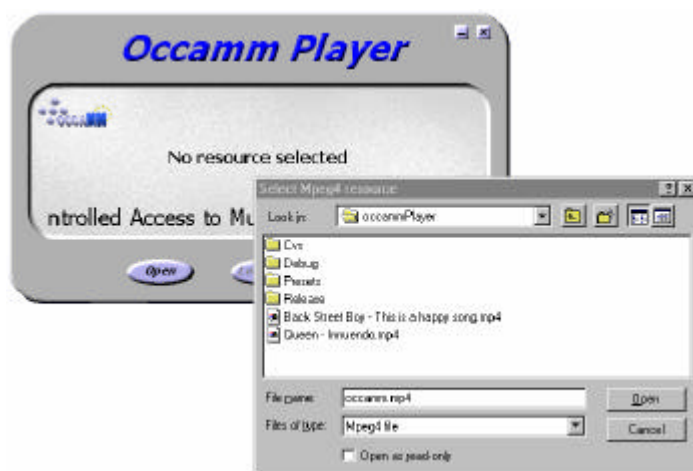 Occamm Player
OCCAMM
No resource selected
ntrolled Access to Mu
Open
Select Mpeg4 resource
Look in:
occammPlayer
Cvs
Debug
Presets
Release
Back Street Boy - This is a happy song.mp4
Queen - Innuendo.mp4
File name:
occamm.mp4
Open
Files of type:
Mpeg4 file
Cancel
Open as read-only